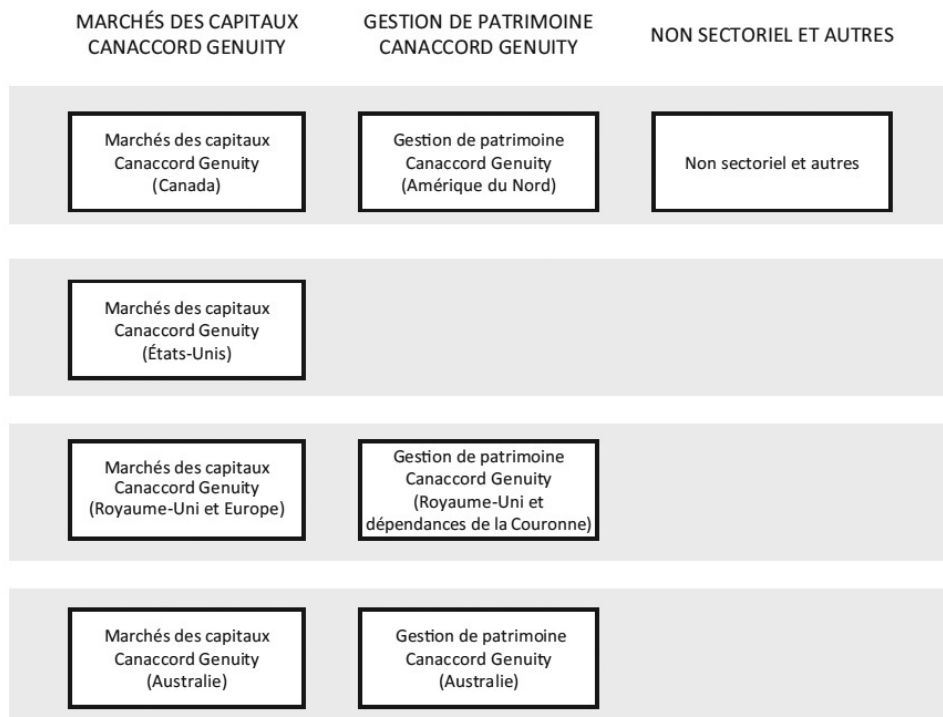 MARCHÉS DES CAPITAUX
CANACCORD GENUITY
GESTION DE PATRIMOINE
CANACCORD GENUITY
NON SECTORIEL ET AUTRES
Marchés des capitaux
Canaccord Genuity
(Canada)
Gestion de patrimoine
Canaccord Genuity
(Amérique du Nord)
Non sectoriel et autres
Marchés des capitaux
Canaccord Genuity
(États-Unis)
Marchés des capitaux
Canaccord Genuity
(Royaume-Uni et Europe)
Gestion de patrimoine
Canaccord Genuity
(Royaume-Uni et
dépendances de la Couronne)
Marchés des capitaux
Canaccord Genuity
(Australie)
Gestion de patrimoine
Canaccord Genuity
(Australie)